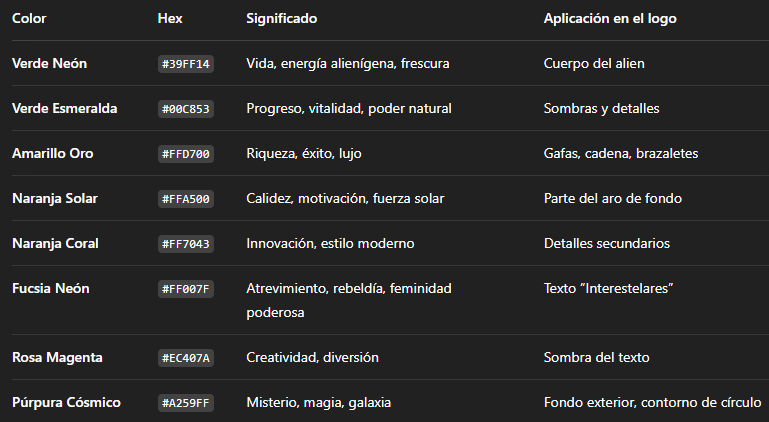 Color Hex Significado Aplicación en el logo
Verde Neón #39FF14 Vida, energía alienígena, frescura Cuerpo del alien
Verde Esmeralda #00C853 Progreso, vitalidad, poder natural Sombras y detalles
Amarillo Oro #FFD700 Riqueza, éxito, lujo Gafas, cadena, brazaletes
Naranja Solar #FFA500 Calidez, motivación, fuerza solar Parte del aro de fondo
Naranja Coral #FF7043 Innovación, estilo moderno Detalles secundarios
Fucsia Neón #FF007F Atrevimiento, rebeldía, feminidad Texto “Interestelares”
poderosa
Rosa Magenta #EC407A Creatividad, diversión Sombra del texto
Púrpura Cósmico #A259FF Misterio, magia, galaxia Fondo exterior, contorno de círculo